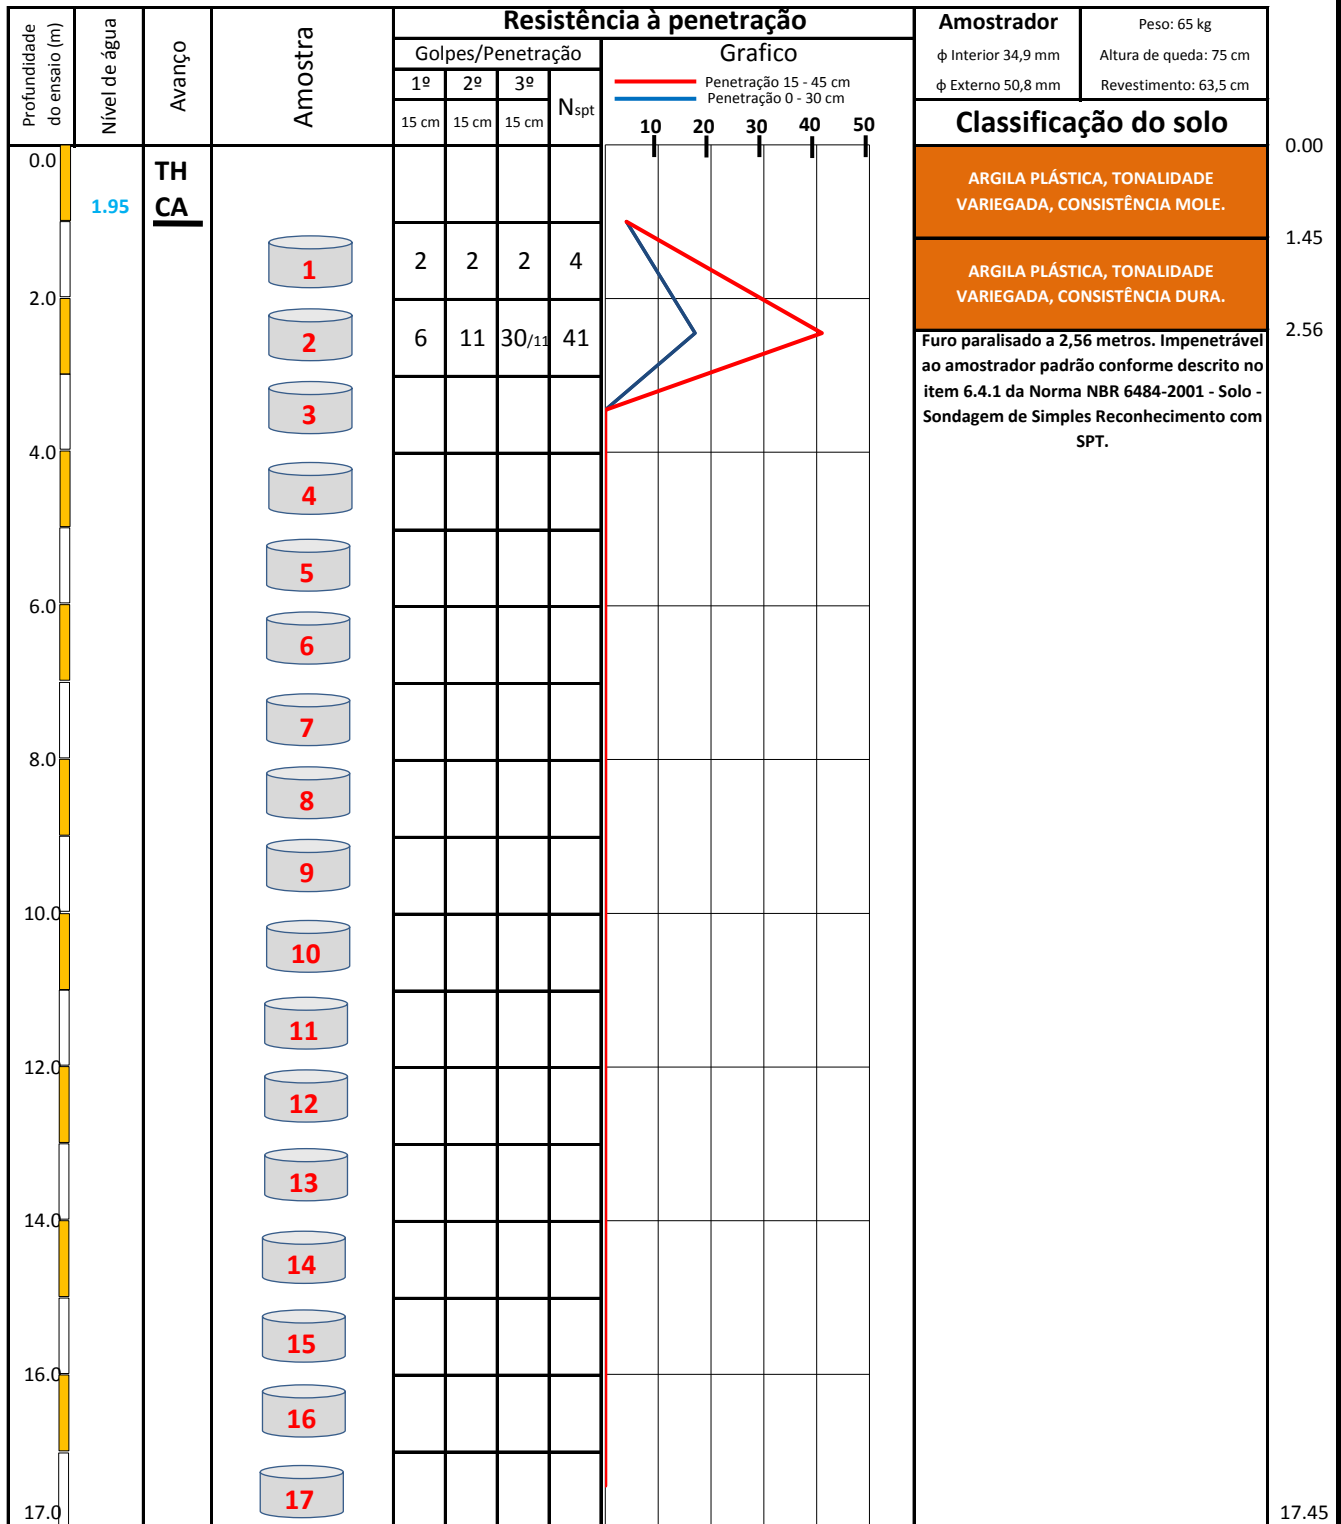 Profundidade do ensaio (m)
Nível de água
Avanço
Amostra
Resistência à penetração
Golpes/Penetração
1º 2º 3º Nspt
15 cm 15 cm 15 cm
Grafico
Penetração 15 - 45 cm
Penetração 0 - 30 cm
10 20 30 40 50
Amostrador
ф Interior 34,9 mm
ф Externo 50,8 mm
Peso: 65 kg
Altura de queda: 75 cm
Revestimento: 63,5 cm
Classificação do solo
0.0
TH
CA
1.95
0.00
ARGILA PLÁSTICA, TONALIDADE
VARIEGADA, CONSISTÊNCIA MOLE.
1.45
1
2 2 2 4
ARGILA PLÁSTICA, TONALIDADE
VARIEGADA, CONSISTÊNCIA DURA.
2.0
2.56
2
6 11 30/11 41
Furo paralisado a 2,56 metros. Impenetrável
ao amostrador padrão conforme descrito no
item 6.4.1 da Norma NBR 6484-2001 - Solo -
Sondagem de Simples Reconhecimento com
SPT.
3
4.0
4
5
6.0
6
7
8.0
8
9
10.0
10
11
12.0
12
13
14.0
14
15
16.0
16
17
17.0
17.45